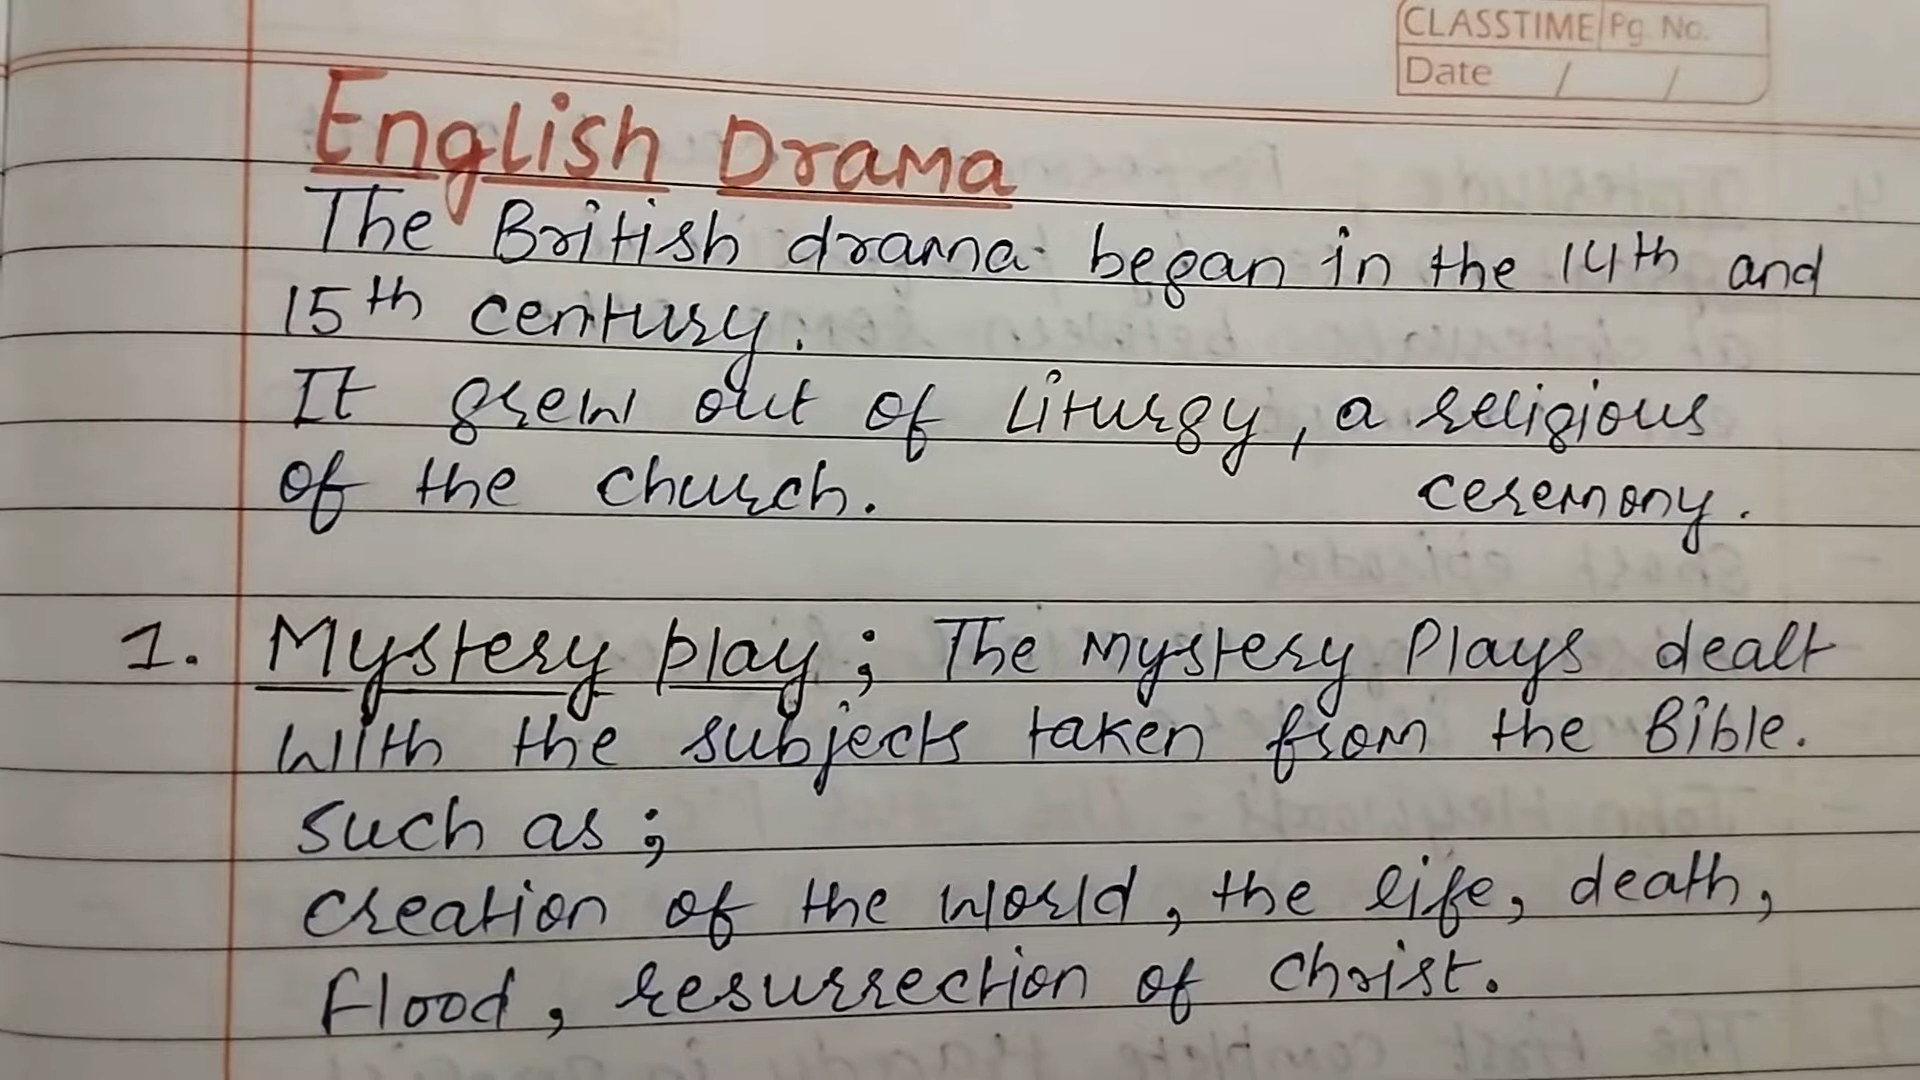 CLASSTIME Pg. No.
Date / /
English Drama
The British drama began in the 14th and
15th century.
It grew out of Liturgy, a religious
of the church. ceremony.
1. Mystery play ; The Mystery Plays dealt
with the subjects taken from the Bible.
such as ;
creation of the world, the life, death,
flood, resurrection of Christ.